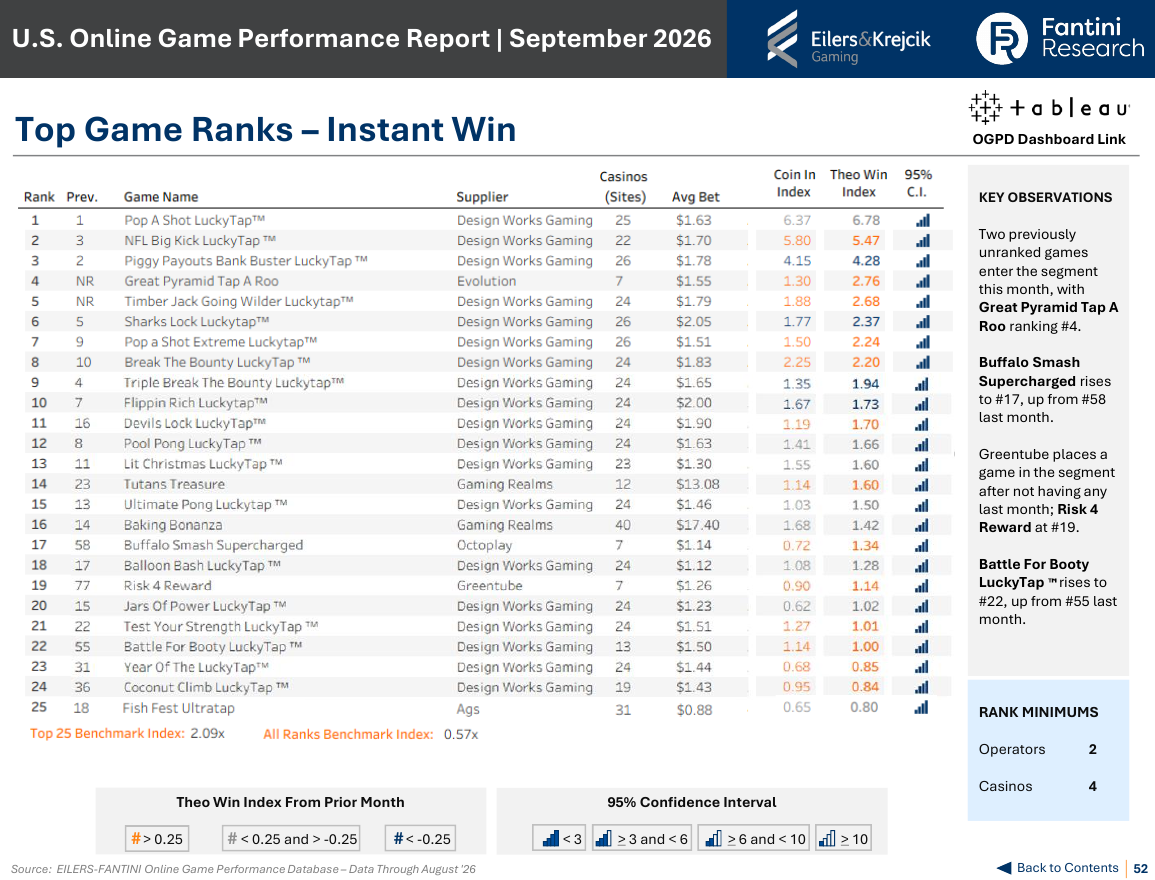 U.S. Online Game Performance Report | September 2026
Eilers&Krejcik
Gaming
Fantini
Research
Top Game Ranks – Instant Win
+ a b l e a u
OGPD Dashboard Link
Rank Prev. Game Name Supplier Casinos (Sites) Avg Bet Coin In Index Theo Win Index 95% C.I.
1 1 Pop A Shot LuckyTap™ Design Works Gaming 25 $1.63 6.37 6.78
2 3 NFL Big Kick LuckyTap ™ Design Works Gaming 22 $1.70 5.80 5.47
3 2 Piggy Payouts Bank Buster LuckyTap ™ Design Works Gaming 26 $1.78 4.15 4.28
4 NR Great Pyramid Tap A Roo Evolution 7 $1.55 1.30 2.76
5 NR Timber Jack Going Wilder Luckytap™ Design Works Gaming 24 $1.79 1.88 2.68
6 5 Sharks Lock Luckytap™ Design Works Gaming 26 $2.05 1.77 2.37
7 9 Pop a Shot Extreme Luckytap™ Design Works Gaming 26 $1.51 1.50 2.24
8 10 Break The Bounty LuckyTap ™ Design Works Gaming 24 $1.83 2.25 2.20
9 4 Triple Break The Bounty Luckytap™ Design Works Gaming 24 $1.65 1.35 1.94
10 7 Flippin Rich Luckytap™ Design Works Gaming 24 $2.00 1.67 1.73
11 16 Devils Lock LuckyTap™ Design Works Gaming 24 $1.90 1.19 1.70
12 8 Pool Pong LuckyTap ™ Design Works Gaming 24 $1.63 1.41 1.66
13 11 Lit Christmas LuckyTap ™ Design Works Gaming 23 $1.30 1.55 1.60
14 23 Tutans Treasure Gaming Realms 12 $13.08 1.14 1.60
15 13 Ultimate Pong Luckytap ™ Design Works Gaming 24 $1.46 1.03 1.50
16 14 Baking Bonanza Gaming Realms 40 $17.40 1.68 1.42
17 58 Buffalo Smash Supercharged Octoplay 7 $1.14 0.72 1.34
18 17 Balloon Bash LuckyTap ™ Design Works Gaming 24 $1.12 1.08 1.28
19 77 Risk 4 Reward Greentube 7 $1.26 0.90 1.14
20 15 Jars Of Power LuckyTap ™ Design Works Gaming 24 $1.23 0.62 1.02
21 22 Test Your Strength LuckyTap ™ Design Works Gaming 24 $1.51 1.27 1.01
22 55 Battle For Booty LuckyTap ™ Design Works Gaming 13 $1.50 1.14 1.00
23 31 Year Of The LuckyTap™ Design Works Gaming 24 $1.44 0.68 0.85
24 36 Coconut Climb LuckyTap ™ Design Works Gaming 19 $1.43 0.95 0.84
25 18 Fish Fest Ultratap Ags 31 $0.88 0.65 0.80
Top 25 Benchmark Index: 2.09x All Ranks Benchmark Index: 0.57x
KEY OBSERVATIONS
Two previously
unranked games
enter the segment
this month, with
Great Pyramid Tap A
Roo ranking #4.
Buffalo Smash
Supercharged rises
to #17, up from #58
last month.
Greentube places a
game in the segment
after not having any
last month; Risk 4
Reward at #19.
Battle For Booty
LuckyTap ™ rises to
#22, up from #55 last
month.
RANK MINIMUMS
Operators 2
Casinos 4
Theo Win Index From Prior Month
# > 0.25 # < 0.25 and > -0.25 # < -0.25
95% Confidence Interval
< 3 ≥ 3 and < 6 ≥ 6 and < 10 ≥ 10
Source: EILERS-FANTINI Online Game Performance Database – Data Through August '26
Back to Contents 52